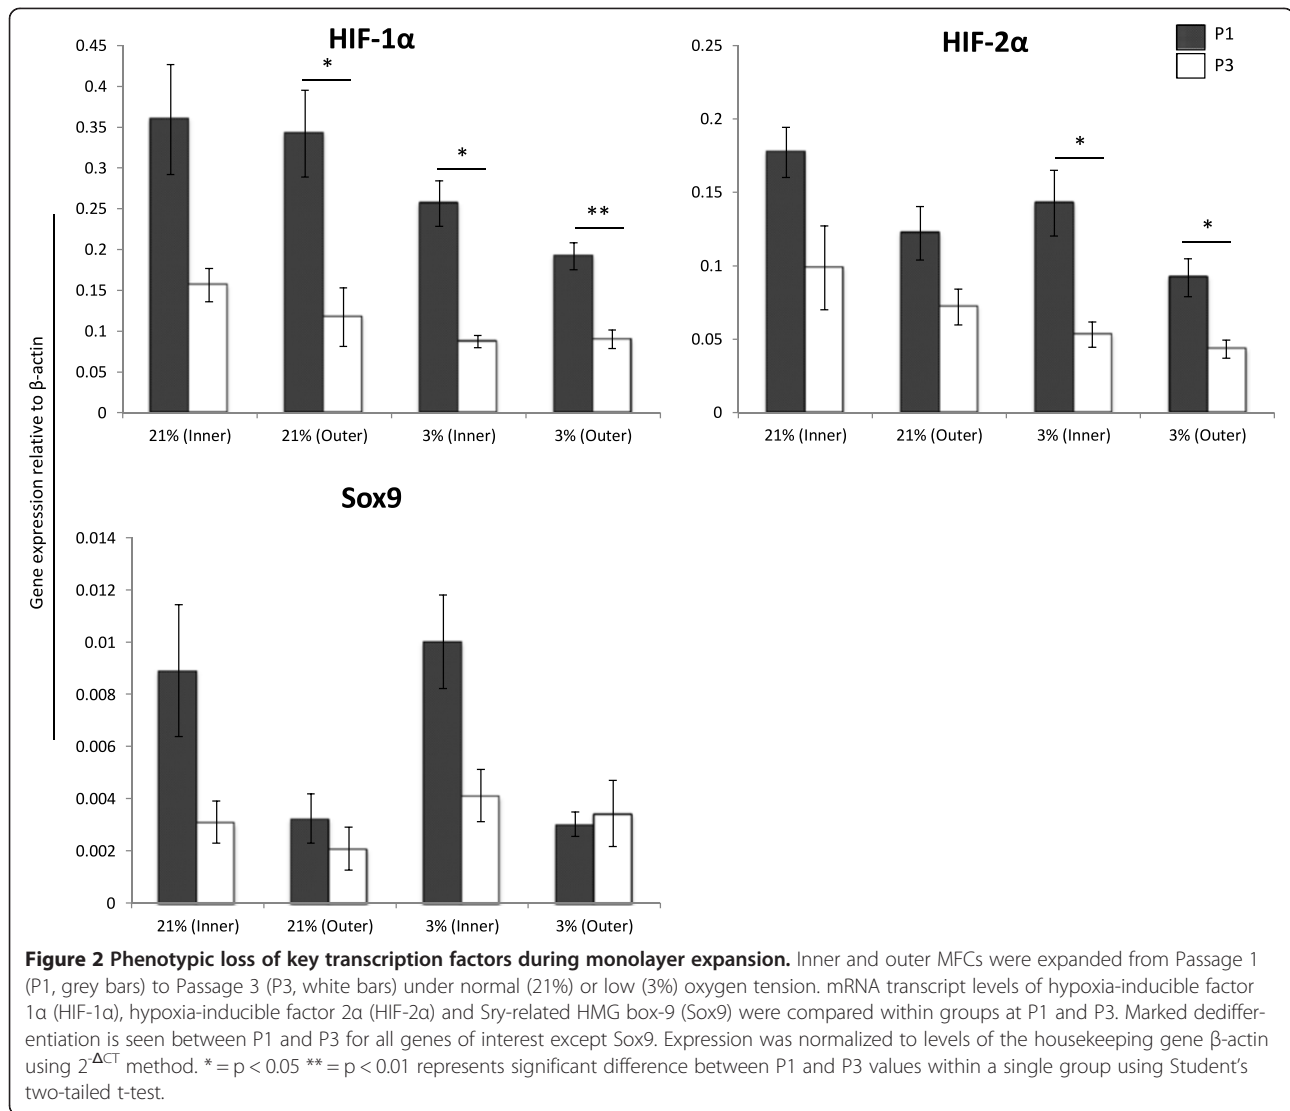 HIF-1α
0.45
0.4
0.35
0.3
0.25
0.2
0.15
0.1
0.05
0
*
*
**
21% (Inner)
21% (Outer)
3% (Inner)
3% (Outer)
HIF-2α
P1
P3
0.25
0.2
0.15
0.1
0.05
0
*
*
21% (Inner)
21% (Outer)
3% (Inner)
3% (Outer)
Gene expression relative to β-actin
Sox9
0.014
0.012
0.01
0.008
0.006
0.004
0.002
0
21% (Inner)
21% (Outer)
3% (Inner)
3% (Outer)
Figure 2 Phenotypic loss of key transcription factors during monolayer expansion. Inner and outer MFCs were expanded from Passage 1
(P1, grey bars) to Passage 3 (P3, white bars) under normal (21%) or low (3%) oxygen tension. mRNA transcript levels of hypoxia-inducible factor
1α (HIF-1α), hypoxia-inducible factor 2α (HIF-2α) and Sry-related HMG box-9 (Sox9) were compared within groups at P1 and P3. Marked dediffer-
entiation is seen between P1 and P3 for all genes of interest except Sox9. Expression was normalized to levels of the housekeeping gene β-actin
using 2-ΔCT method. * = p < 0.05 ** = p < 0.01 represents significant difference between P1 and P3 values within a single group using Student's
two-tailed t-test.